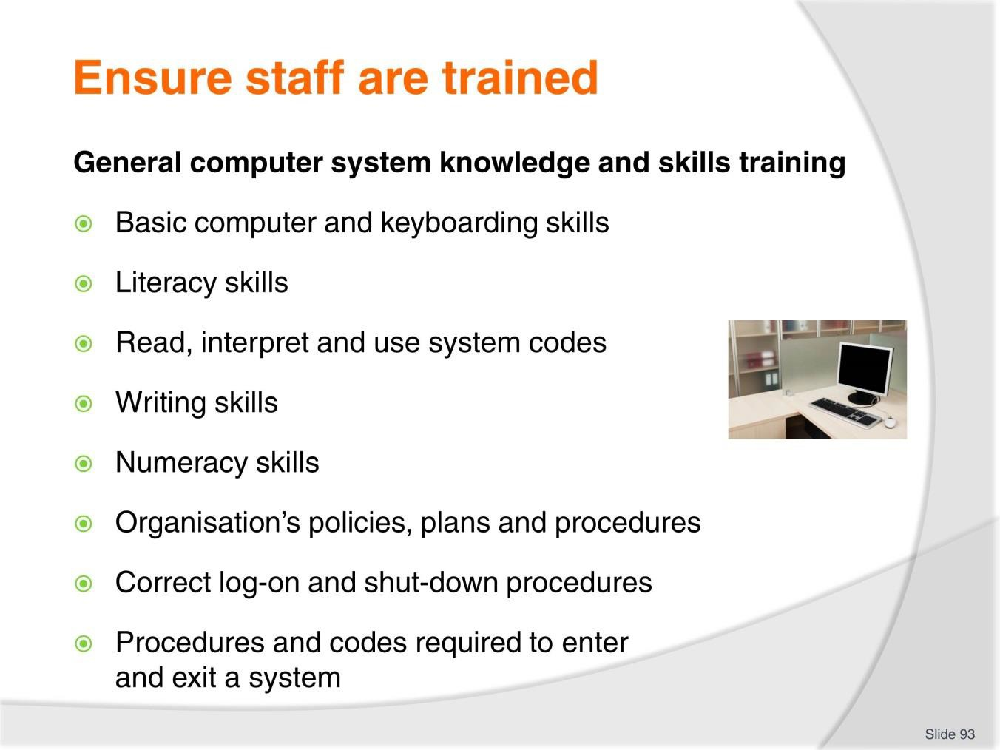 Ensure staff are trained
General computer system knowledge and skills training
Basic computer and keyboarding skills
Literacy skills
Read, interpret and use system codes
Writing skills
Numeracy skills
Organisation’s policies, plans and procedures
Correct log-on and shut-down procedures
Procedures and codes required to enter
and exit a system
Slide 93